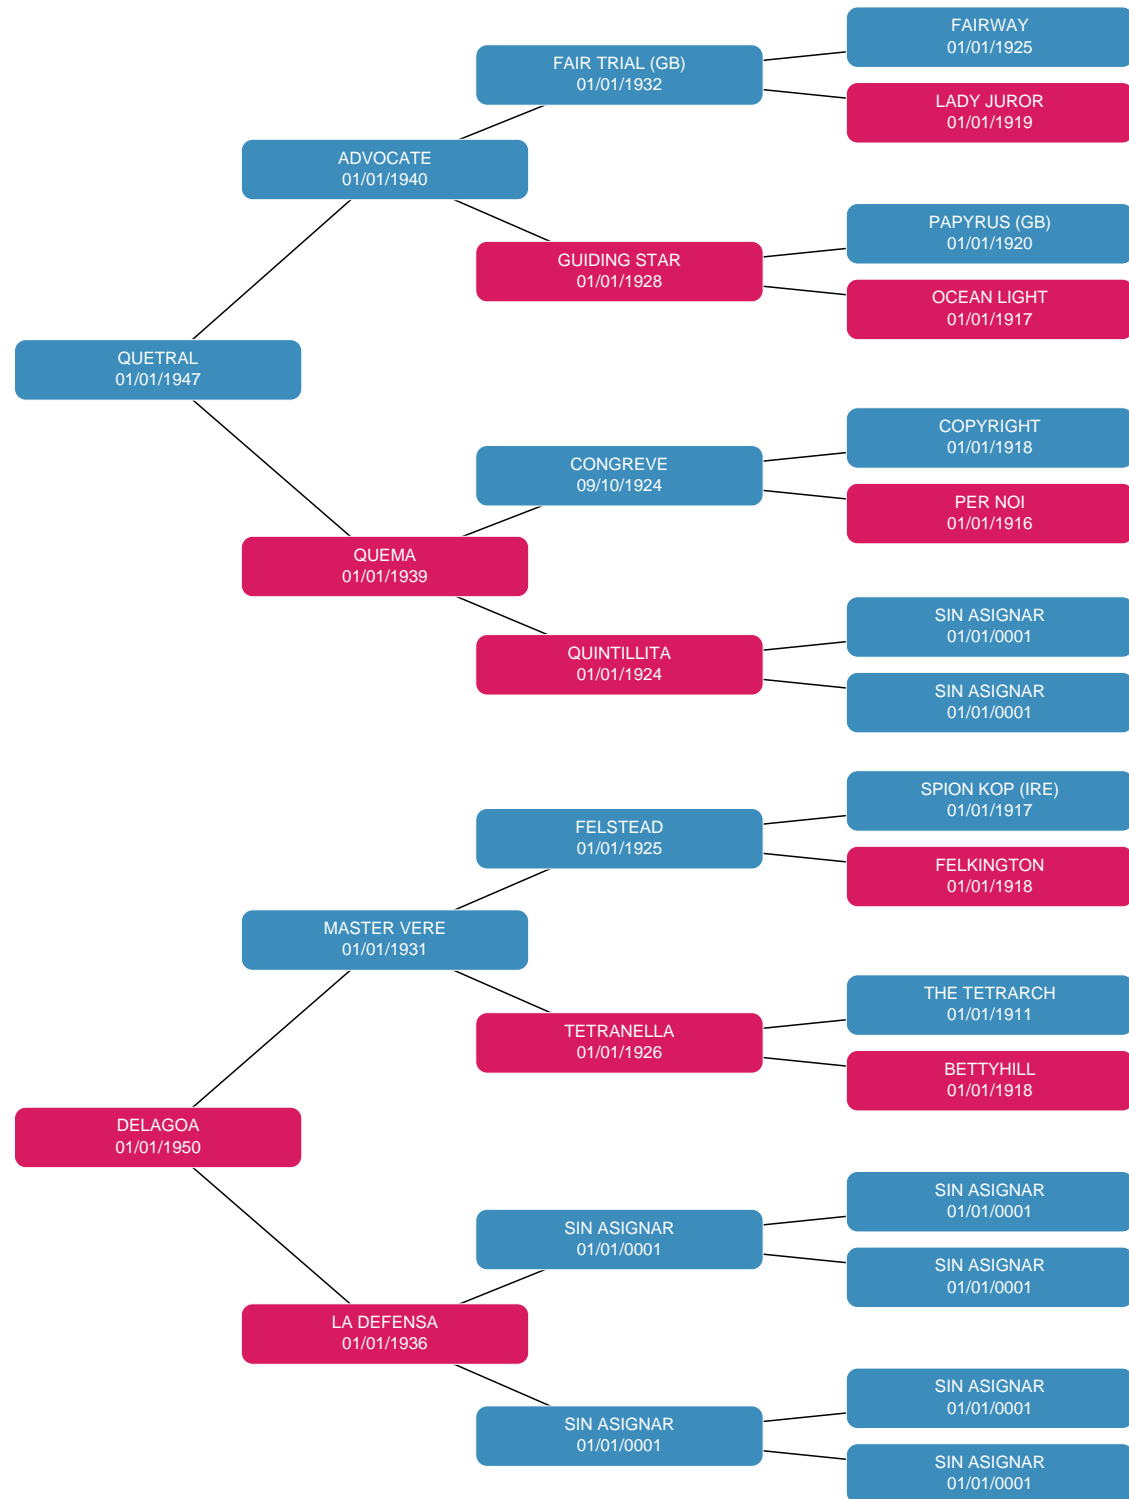 FAIRWAY
01/01/1925
FAIR TRIAL (GB)
01/01/1932
LADY JUROR
01/01/1919
ADVOCATE
01/01/1940
PAPYRUS (GB)
01/01/1920
GUIDING STAR
01/01/1928
OCEAN LIGHT
01/01/1917
QUETRAL
01/01/1947
COPYRIGHT
01/01/1918
CONGREVE
09/10/1924
PER NOI
01/01/1916
QUEMA
01/01/1939
SIN ASIGNAR
01/01/0001
QUINTILLITA
01/01/1924
SIN ASIGNAR
01/01/0001
SPION KOP (IRE)
01/01/1917
FELSTEAD
01/01/1925
FELKINGTON
01/01/1918
MASTER VERE
01/01/1931
THE TETRARCH
01/01/1911
TETRANELLA
01/01/1926
BETTYHILL
01/01/1918
DELAGOA
01/01/1950
SIN ASIGNAR
01/01/0001
SIN ASIGNAR
01/01/0001
SIN ASIGNAR
01/01/0001
LA DEFENSA
01/01/1936
SIN ASIGNAR
01/01/0001
SIN ASIGNAR
01/01/0001
SIN ASIGNAR
01/01/0001